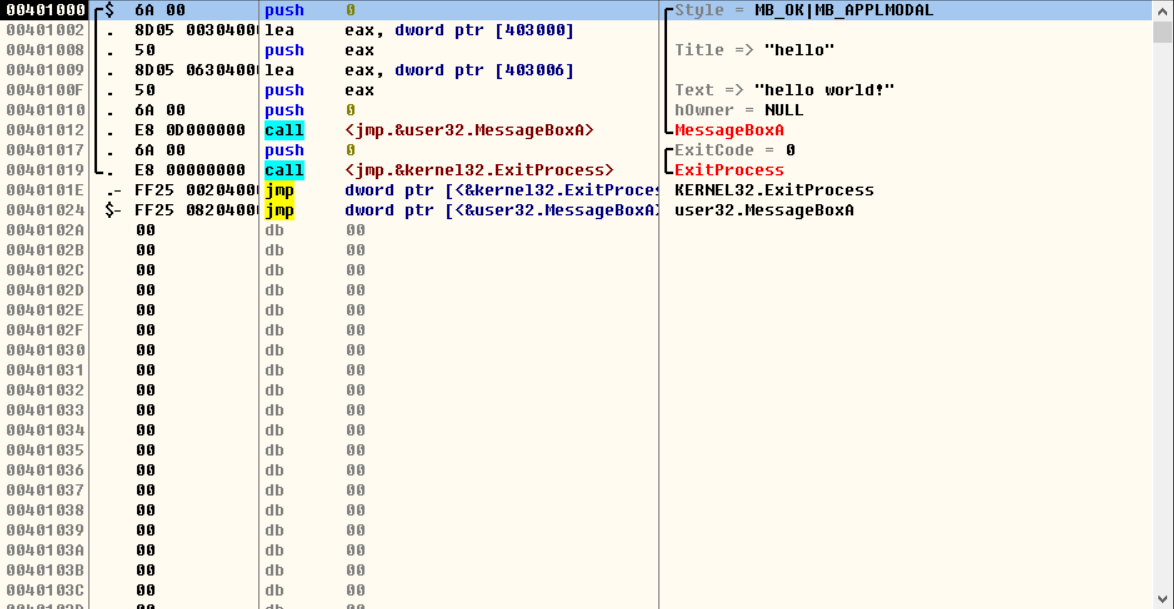 00401000 $ 6A 00 push 0 Style = MB_OK|MB_APPLMODAL
00401002 . 8D05 00304000 lea eax, dword ptr [403000]
00401008 . 50 push eax Title => "hello"
00401009 . 8D05 06304000 lea eax, dword ptr [403006]
0040100F . 50 push eax Text => "hello world!"
00401010 . 6A 00 push 0 hOwner = NULL
00401012 . E8 0D000000 call <jmp.&user32.MessageBoxA> MessageBoxA
00401017 . 6A 00 push 0 ExitCode = 0
00401019 . E8 00000000 call <jmp.&kernel32.ExitProcess> ExitProcess
0040101E .- FF25 00204000 jmp dword ptr [<&kernel32.ExitProces KERNEL32.ExitProcess
00401024 $- FF25 08204000 jmp dword ptr [<&user32.MessageBoxA> user32.MessageBoxA
0040102A 00 db 00
0040102B 00 db 00
0040102C 00 db 00
0040102D 00 db 00
0040102E 00 db 00
0040102F 00 db 00
00401030 00 db 00
00401031 00 db 00
00401032 00 db 00
00401033 00 db 00
00401034 00 db 00
00401035 00 db 00
00401036 00 db 00
00401037 00 db 00
00401038 00 db 00
00401039 00 db 00
0040103A 00 db 00
0040103B 00 db 00
0040103C 00 db 00
0040103D 00 db 00